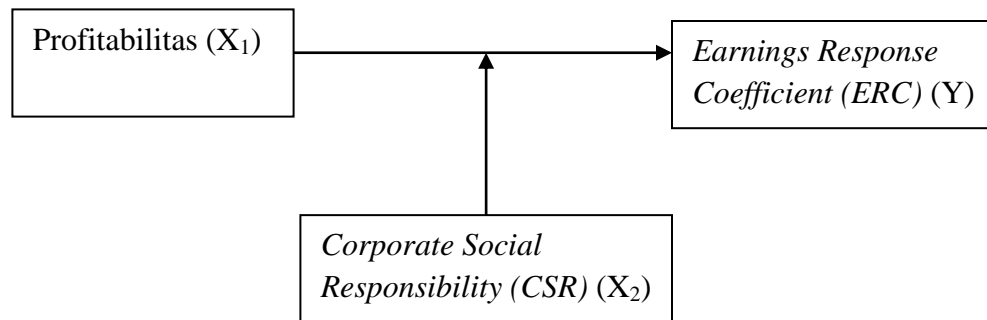 Profitabilitas (X₁)
Earnings Response
Coefficient (ERC) (Y)
Corporate Social
Responsibility (CSR) (X₂)